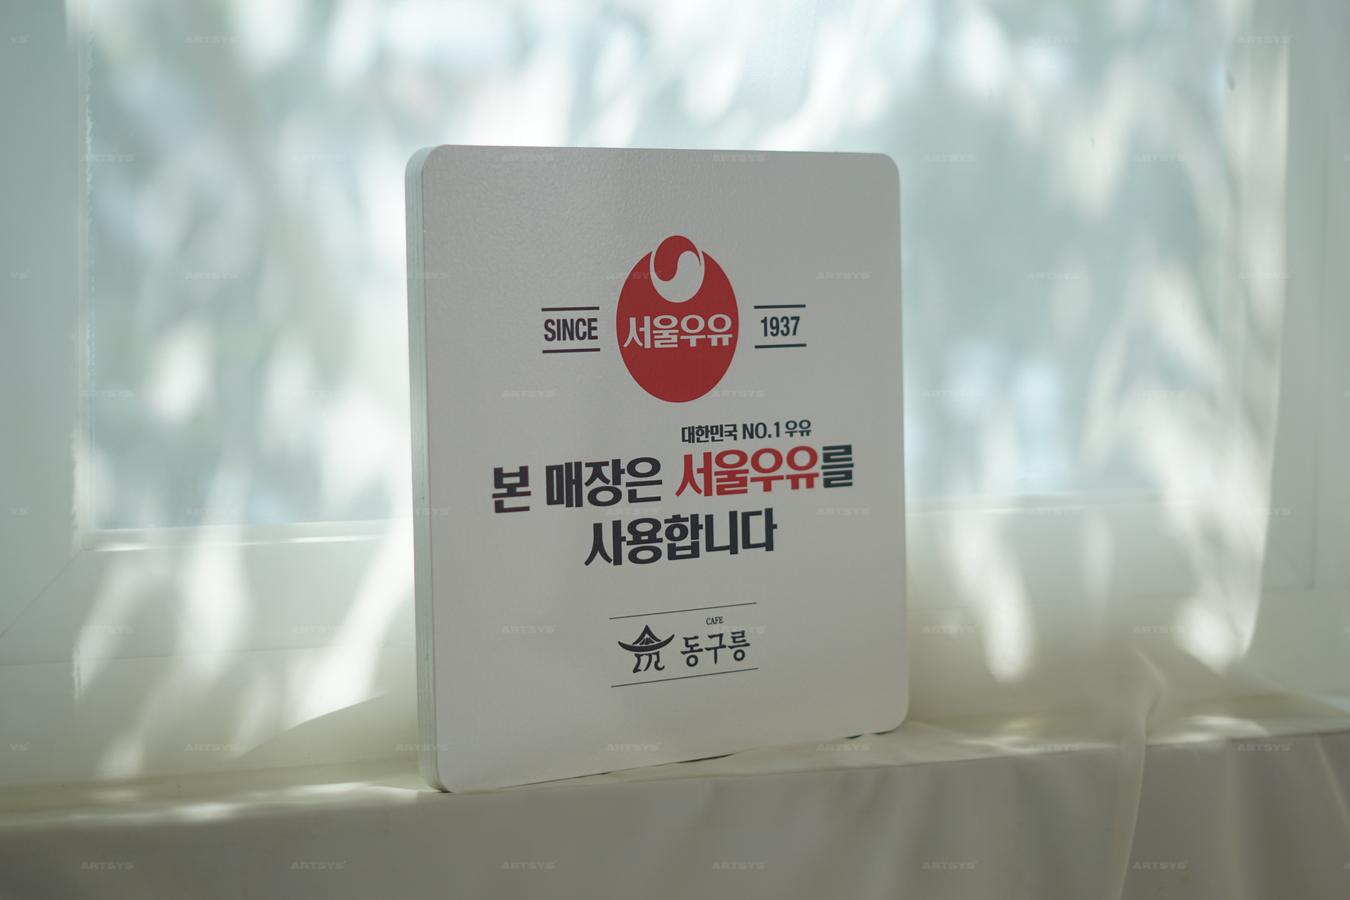 SINCE 서울우유 1937
대한민국 NO.1 우유
본 매장은 서울우유를
사용합니다
CAFE
동구릉
ARTSYS